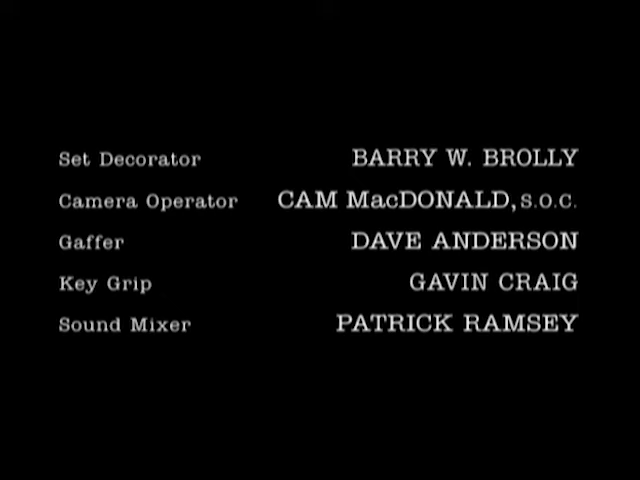 Set Decorator BARRY W. BROLLY
Camera Operator CAM MacDONALD, S.O.C.
Gaffer DAVE ANDERSON
Key Grip GAVIN CRAIG
Sound Mixer PATRICK RAMSEY